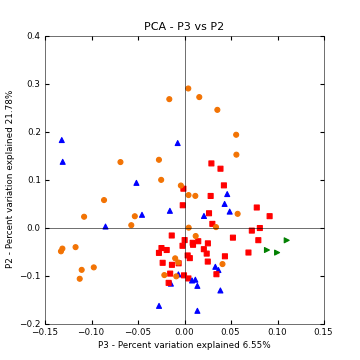 PCA - P3 vs P2
P2 - Percent variation explained 21.78%
0.4
0.3
0.2
0.1
0.0
−0.1
−0.2
−0.15 −0.10 −0.05 0.00 0.05 0.10 0.15
P3 - Percent variation explained 6.55%